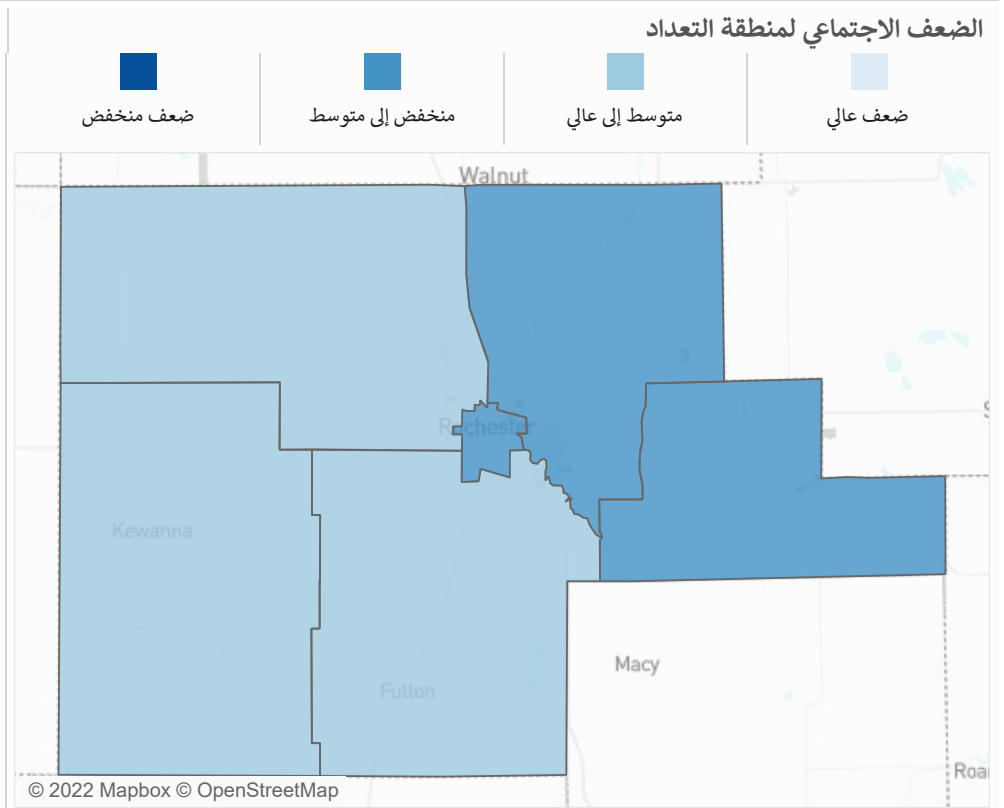 الضعف الاجتماعي لمنطقة التعداد
ضعف عالي
متوسط إلى عالي
منخفض إلى متوسط
ضعف منخفض
Walnut
Rochester
Kewanna
Macy
Fulton
Roa
© 2022 Mapbox © OpenStreetMap